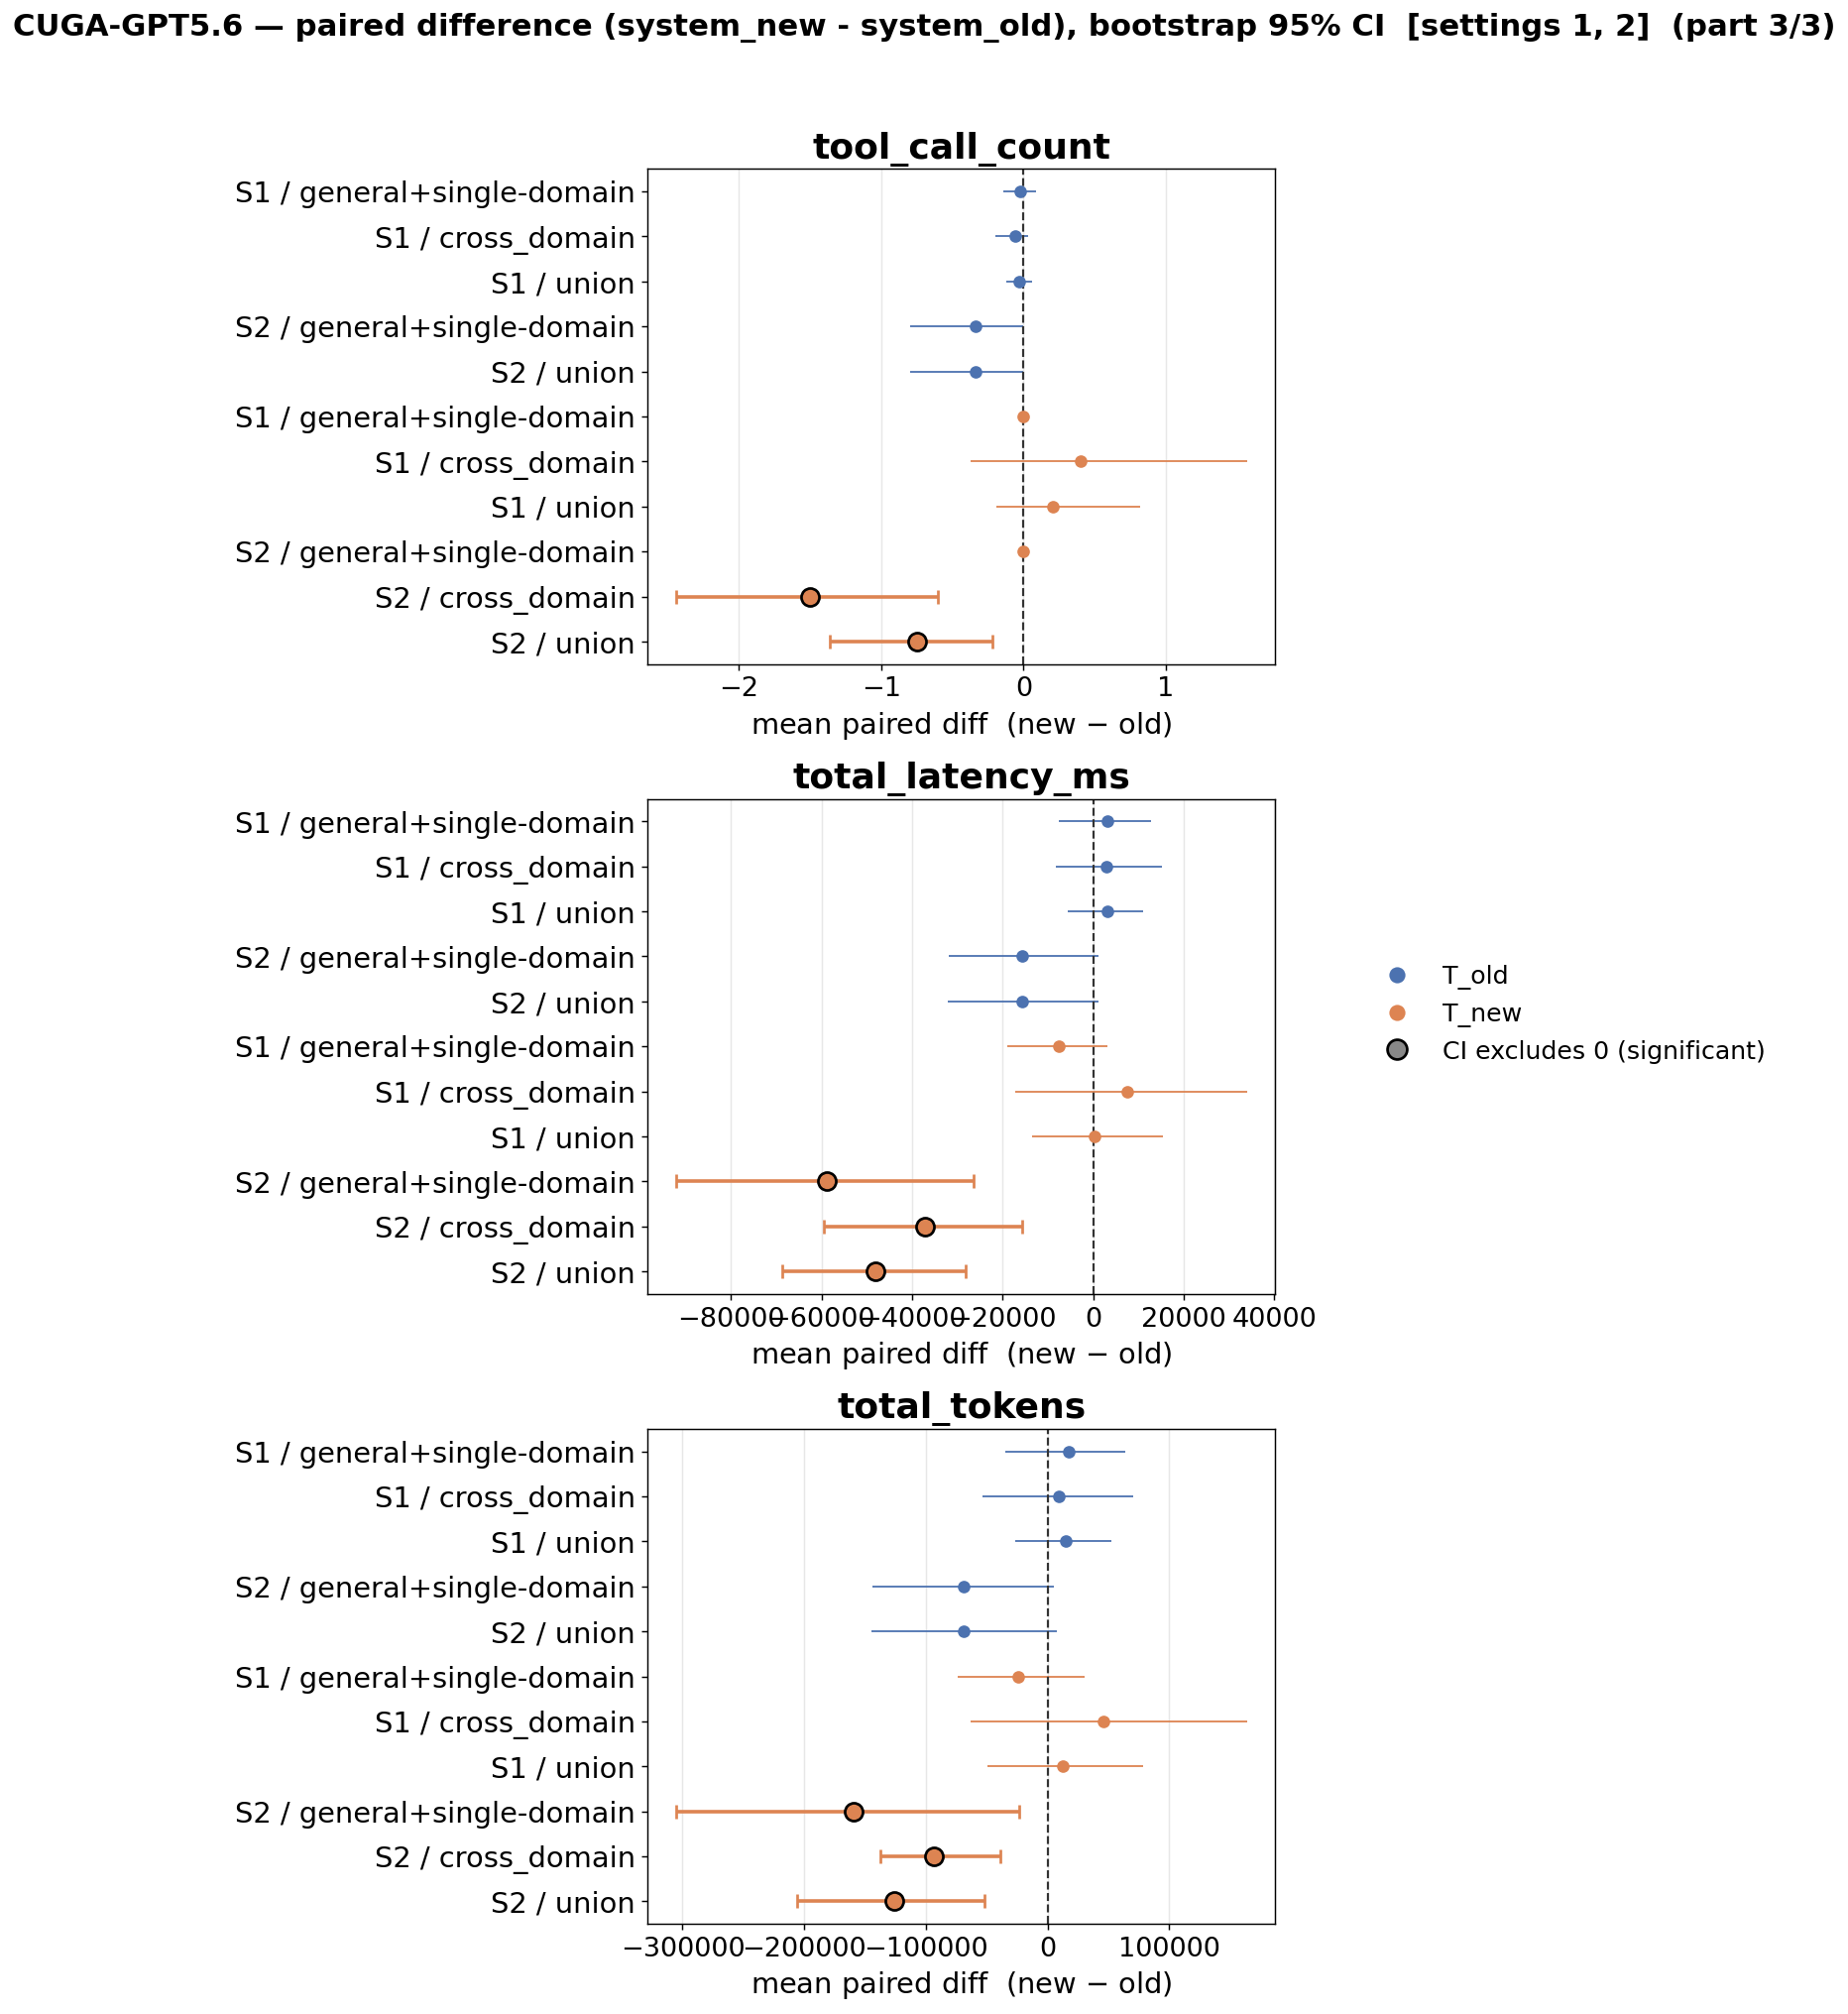 CUGA-GPT5.6 — paired difference (system_new - system_old), bootstrap 95% CI  [settings 1, 2]  (part 3/3)
tool_call_count
S1 / general+single-domain
S1 / cross_domain
S1 / union
S2 / general+single-domain
S2 / union
S1 / general+single-domain
S1 / cross_domain
S1 / union
S2 / general+single-domain
S2 / cross_domain
S2 / union
−2 −1 0 1
mean paired diff  (new − old)
total_latency_ms
S1 / general+single-domain
S1 / cross_domain
S1 / union
S2 / general+single-domain
S2 / union
S1 / general+single-domain
S1 / cross_domain
S1 / union
S2 / general+single-domain
S2 / cross_domain
S2 / union
−80000 −60000 −40000 −20000 0 20000 40000
mean paired diff  (new − old)
T_old
T_new
CI excludes 0 (significant)
total_tokens
S1 / general+single-domain
S1 / cross_domain
S1 / union
S2 / general+single-domain
S2 / union
S1 / general+single-domain
S1 / cross_domain
S1 / union
S2 / general+single-domain
S2 / cross_domain
S2 / union
−300000 −200000 −100000 0 100000
mean paired diff  (new − old)